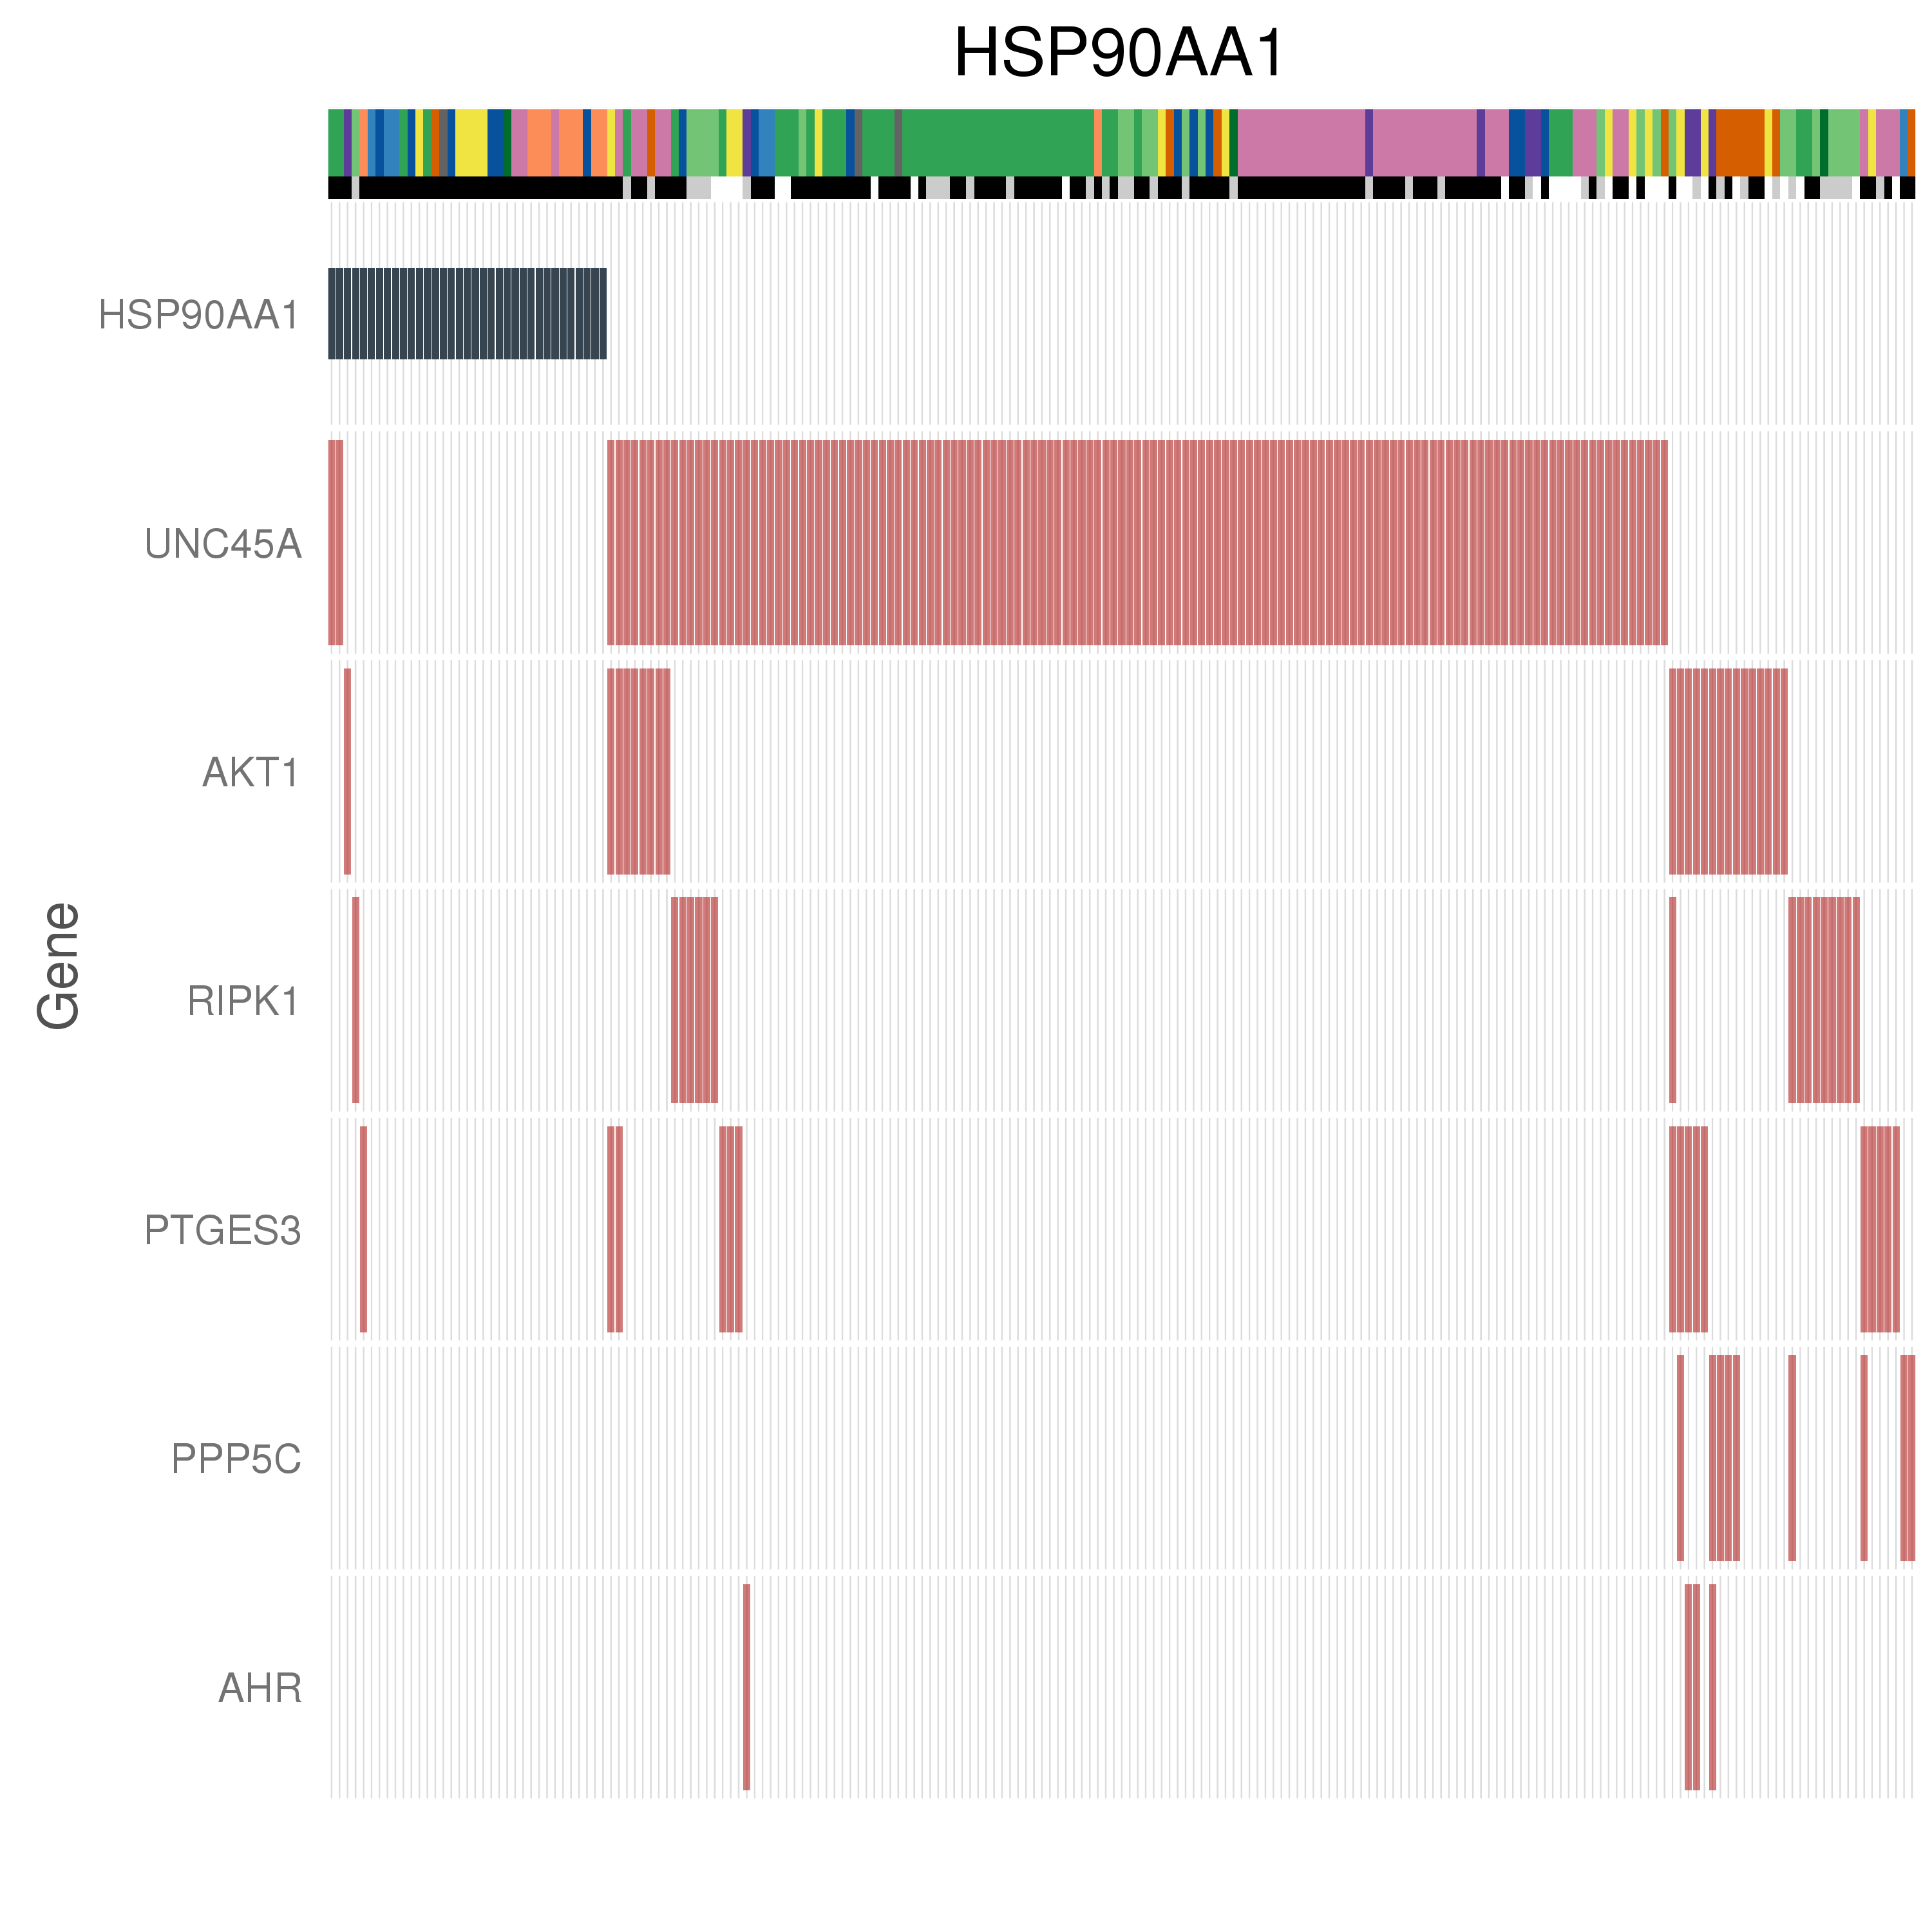 HSP90AA1
HSP90AA1
UNC45A
AKT1
RIPK1
PTGES3
PPP5C
AHR
Gene